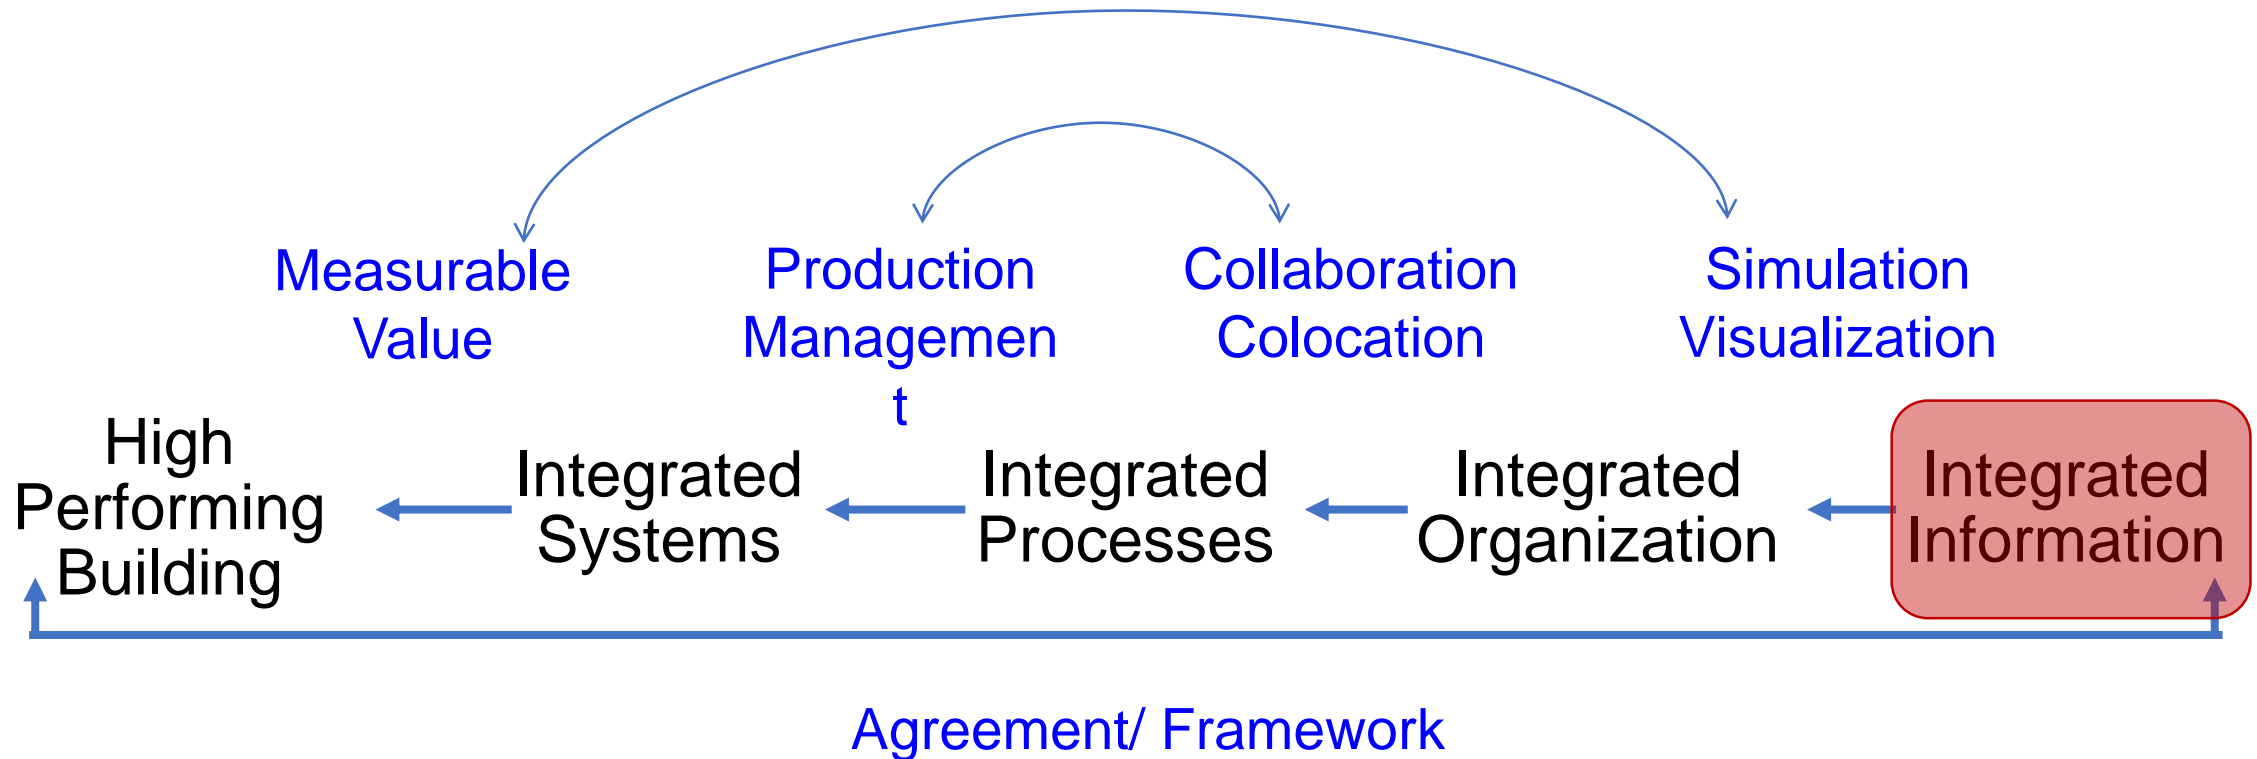 Measurable
Value
Production
Managemen
t
Collaboration
Colocation
Simulation
Visualization
High
Performing
Building
Integrated
Systems
Integrated
Processes
Integrated
Organization
Integrated
Information
Agreement/ Framework